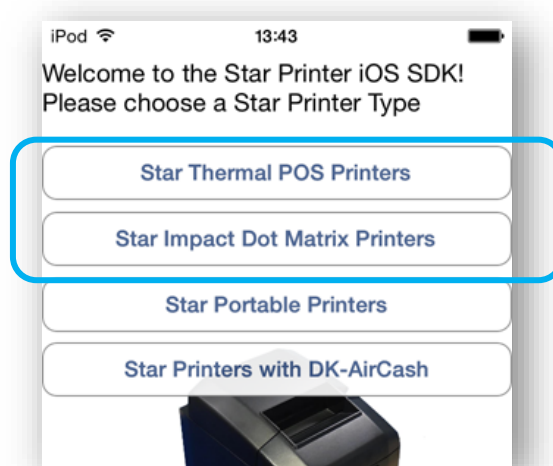 iPod 13:43
Welcome to the Star Printer iOS SDK!
Please choose a Star Printer Type
Star Thermal POS Printers
Star Impact Dot Matrix Printers
Star Portable Printers
Star Printers with DK-AirCash